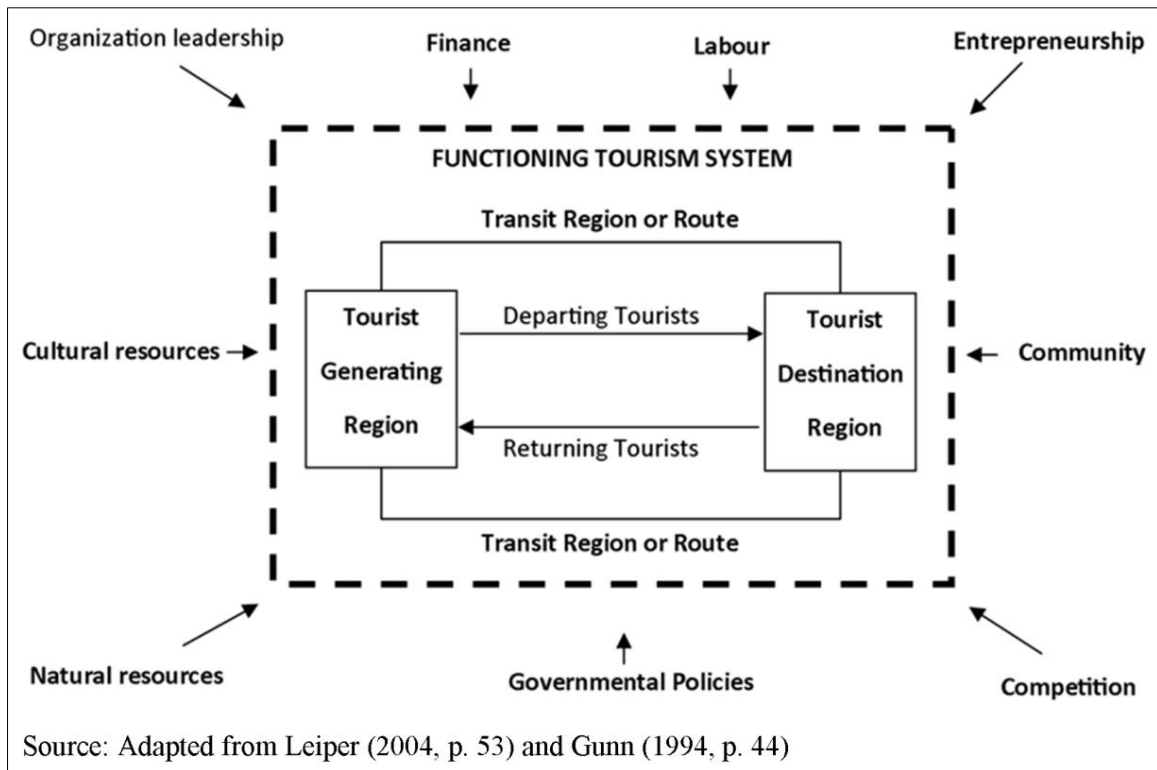 Organization leadership
Finance
Labour
Entrepreneurship
FUNCTIONING TOURISM SYSTEM
Transit Region or Route
Tourist
Generating
Region
Departing Tourists
Returning Tourists
Tourist
Destination
Region
Cultural resources
Community
Transit Region or Route
Natural resources
Governmental Policies
Competition
Source: Adapted from Leiper (2004, p. 53) and Gunn (1994, p. 44)